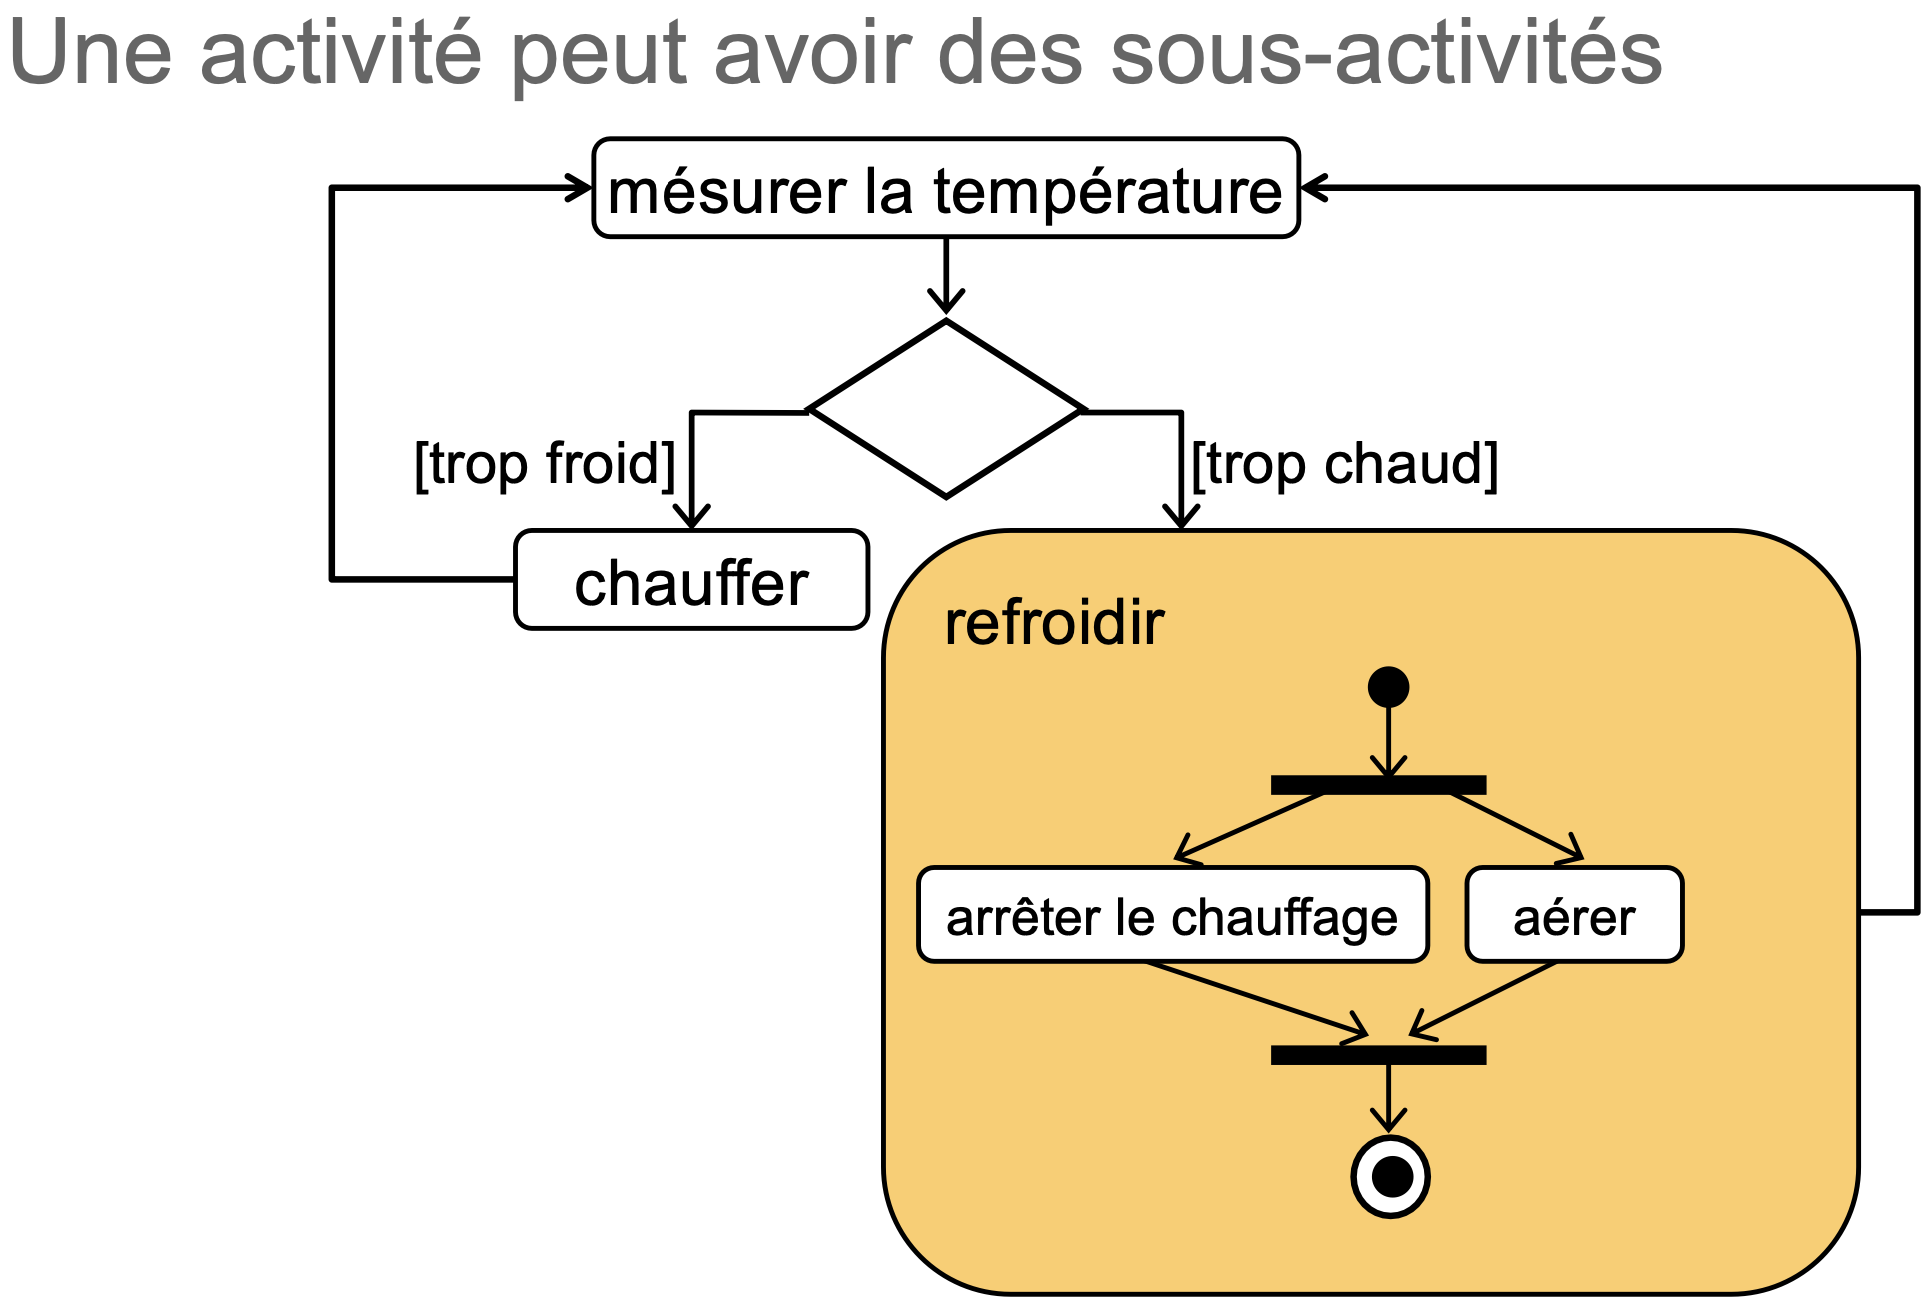 Une activité peut avoir des sous-activités
mésurer la température
[trop froid]
[trop chaud]
chauffer
refroidir
arrêter le chauffage
aérer